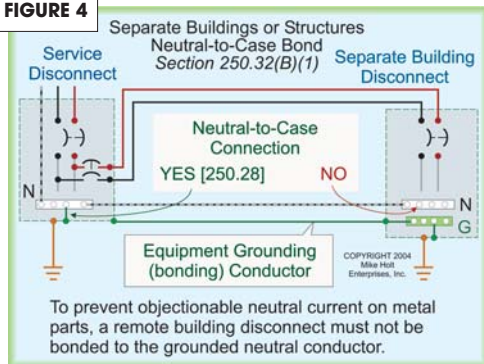 FIGURE 4
Separate Buildings or Structures
Neutral-to-Case Bond
Section 250.32(B)(1)
Service
Disconnect
Separate Building
Disconnect
Neutral-to-Case
Connection
YES [250.28]
NO
N
N
G
Equipment Grounding
(bonding) Conductor
COPYRIGHT 2004
Mike Holt
Enterprises, Inc.
To prevent objectionable neutral current on metal
parts, a remote building disconnect must not be
bonded to the grounded neutral conductor.